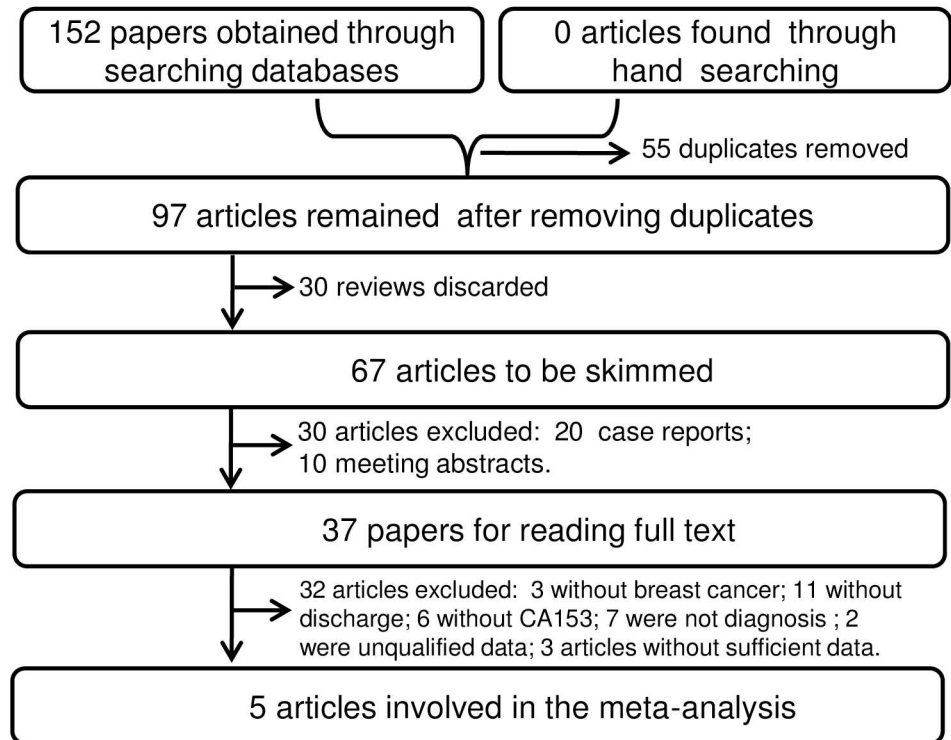 152 papers obtained through
searching databases
0 articles found through
hand searching
55 duplicates removed
97 articles remained after removing duplicates
30 reviews discarded
67 articles to be skimmed
30 articles excluded: 20 case reports;
10 meeting abstracts.
37 papers for reading full text
32 articles excluded: 3 without breast cancer; 11 without
discharge; 6 without CA153; 7 were not diagnosis ; 2
were unqualified data; 3 articles without sufficient data.
5 articles involved in the meta-analysis